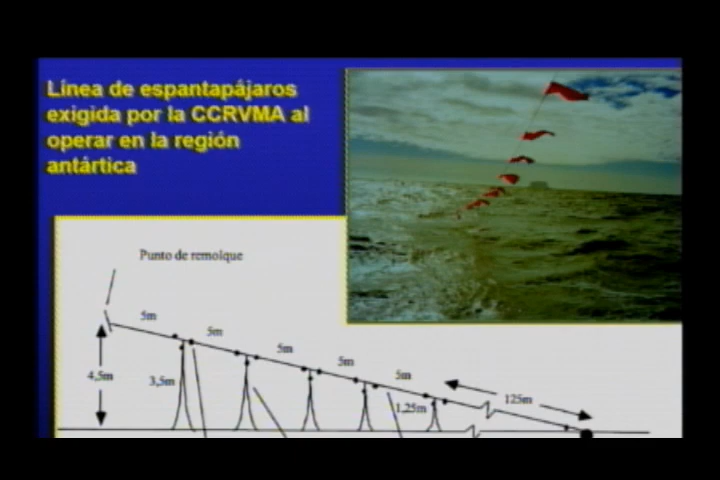 Línea de espantapájaros
exigida por la CCRVMA al
operar en la región
antártica
Punto de remolque
5m
5m
5m
5m
5m
4,5m
3,5m
1,25m
125m